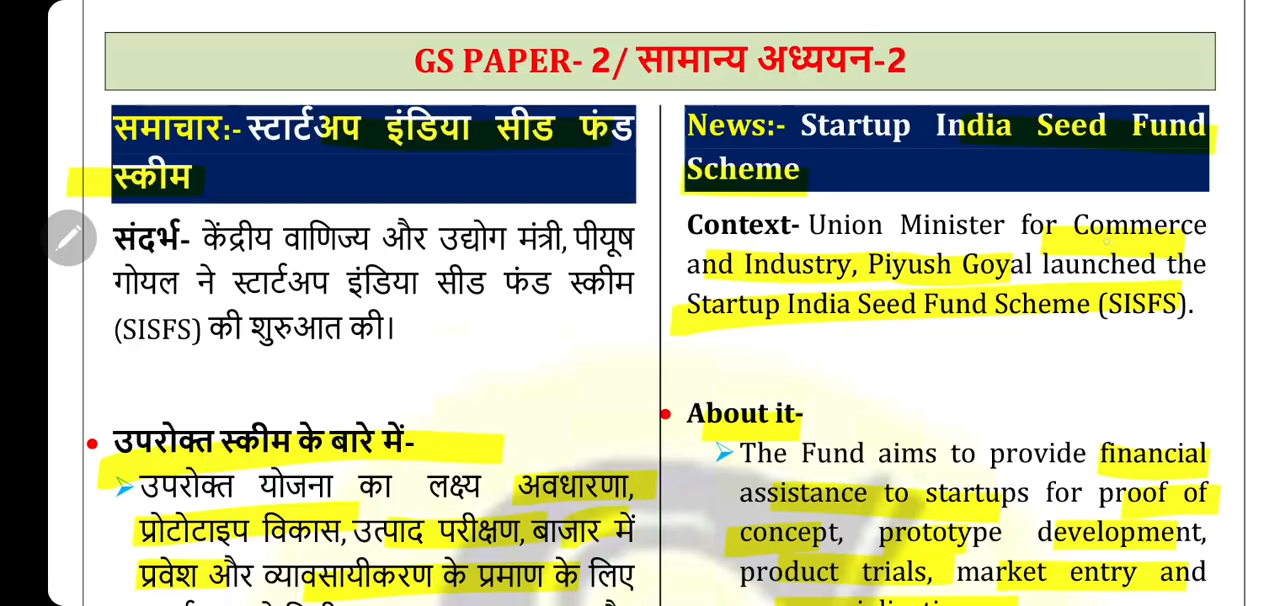 GS PAPER- 2/ सामान्य अध्ययन-2
समाचार:- स्टार्टअप इंडिया सीड फंड
स्कीम
संदर्भ- केंद्रीय वाणिज्य और उद्योग मंत्री, पीयूष
गोयल ने स्टार्टअप इंडिया सीड फंड स्कीम
(SISFS) की शुरुआत की।
उपरोक्त स्कीम के बारे में-
उपरोक्त योजना का लक्ष्य अवधारणा,
प्रोटोटाइप विकास, उत्पाद परीक्षण, बाजार में
प्रवेश और व्यावसायीकरण के प्रमाण के लिए
News:- Startup India Seed Fund
Scheme
Context- Union Minister for Commerce
and Industry, Piyush Goyal launched the
Startup India Seed Fund Scheme (SISFS).
About it-
The Fund aims to provide financial
assistance to startups for proof of
concept, prototype development,
product trials, market entry and